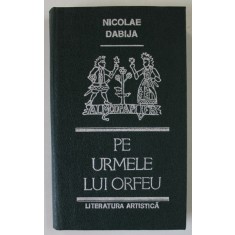 NICOLAE
DABIJA
PE
URMELE
LUI ORFEU
LITERATURA ARTISTICĂ